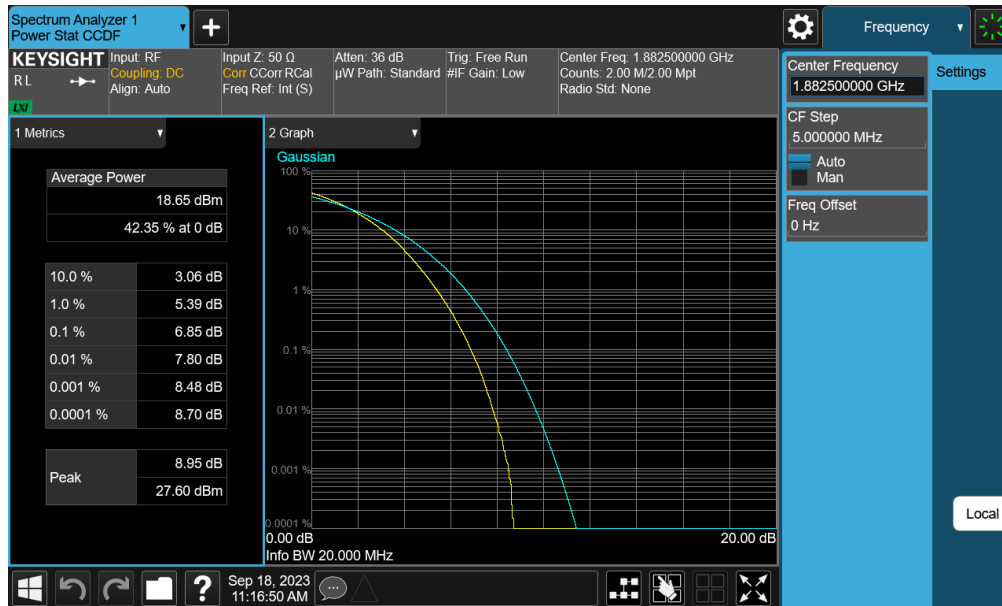 Spectrum Analyzer 1
Power Stat CCDF
+
Frequency
KEYSIGHT
R L
LXI
Input: RF
Coupling: DC
Align: Auto
Input Z: 50 Ω
Corr CCorr RCal
Freq Ref: Int (S)
Atten: 36 dB
µW Path: Standard
Trig: Free Run
#IF Gain: Low
Center Freq: 1.882500000 GHz
Counts: 2.00 M/2.00 Mpt
Radio Std: None
1 Metrics
Average Power
18.65 dBm
42.35 % at 0 dB
10.0 % 3.06 dB
1.0 % 5.39 dB
0.1 % 6.85 dB
0.01 % 7.80 dB
0.001 % 8.48 dB
0.0001 % 8.70 dB
Peak
8.95 dB
27.60 dBm
2 Graph
Gaussian
100 %
10 %
1 %
0.1 %
0.01 %
0.001 %
0.0001 %
0.00 dB
20.00 dB
Info BW 20.000 MHz
Center Frequency
1.882500000 GHz
CF Step
5.000000 MHz
Auto
Man
Freq Offset
0 Hz
Settings
Local
?
Sep 18, 2023
11:16:50 AM